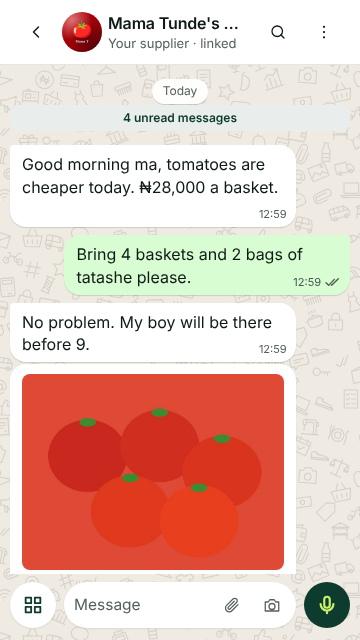 Mama Tunde's ...
Your supplier · linked
Today
4 unread messages
Good morning ma, tomatoes are
cheaper today. ₦28,000 a basket.
12:59
Bring 4 baskets and 2 bags of
tatashe please.
12:59
No problem. My boy will be there
before 9.
12:59
Message